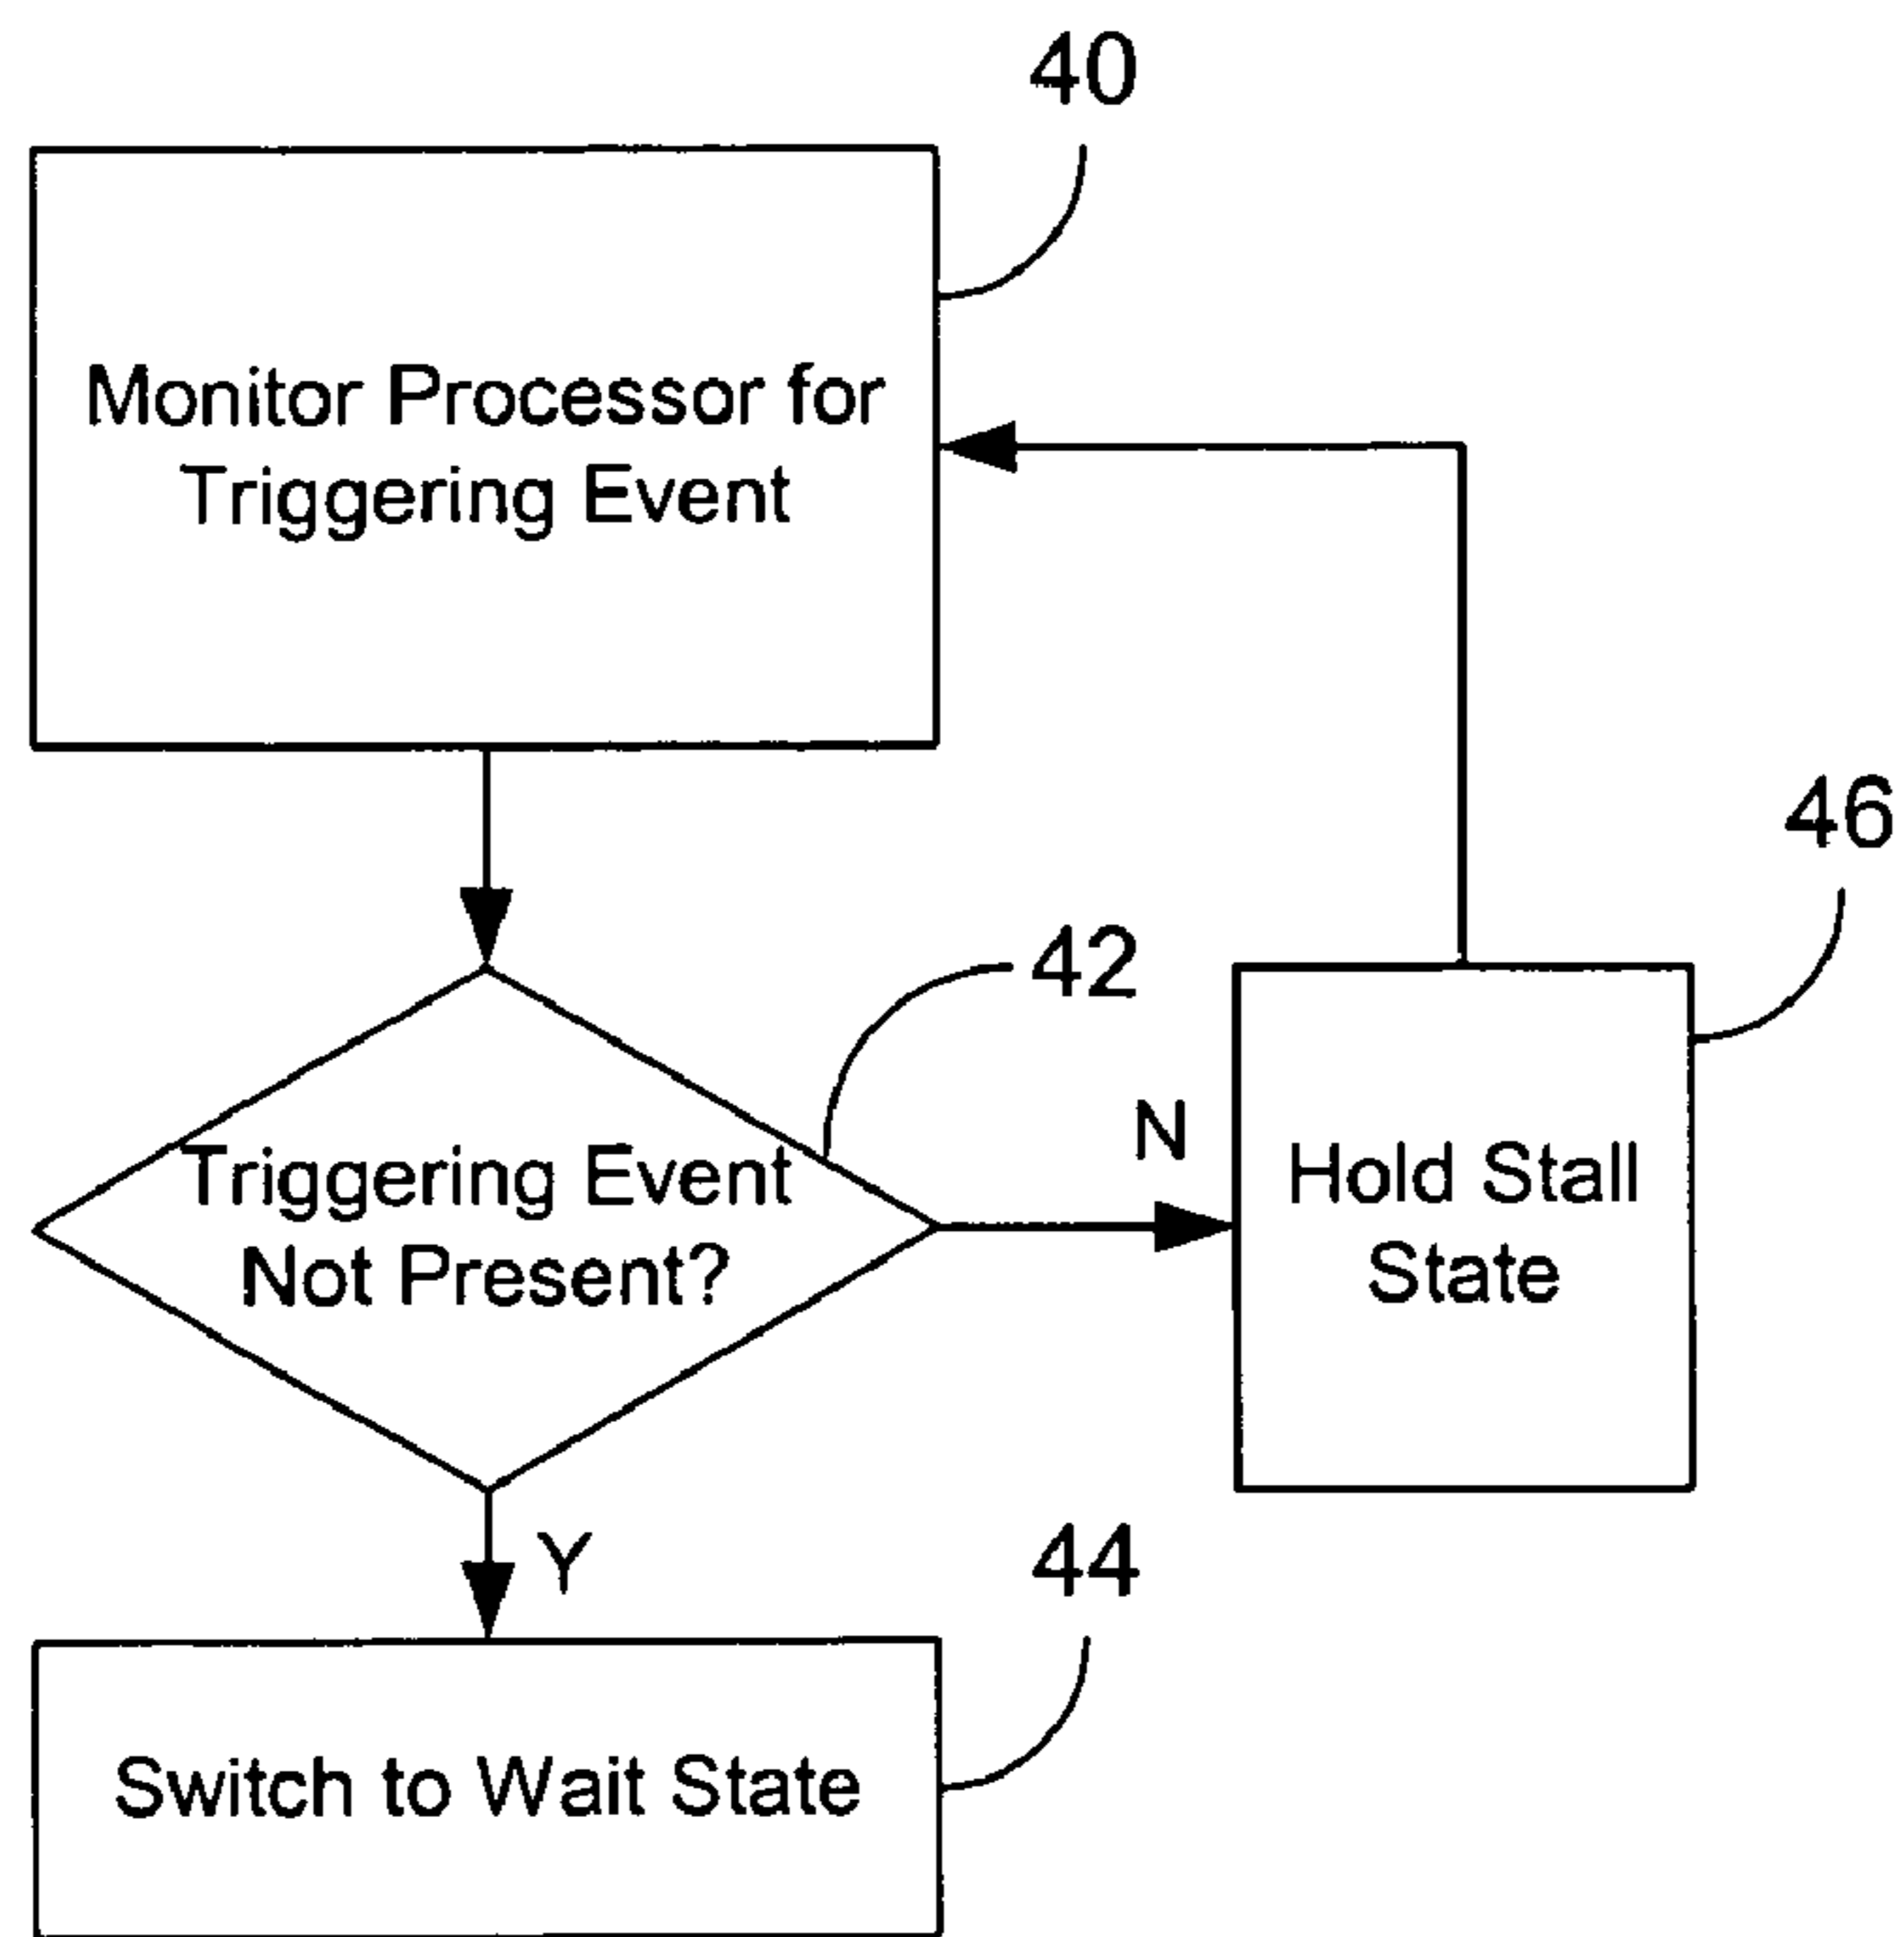 40
Monitor Processor for
Triggering Event
46
42
Triggering Event
Not Present?
N
Hold Stall
State
Y
44
Switch to Wait State